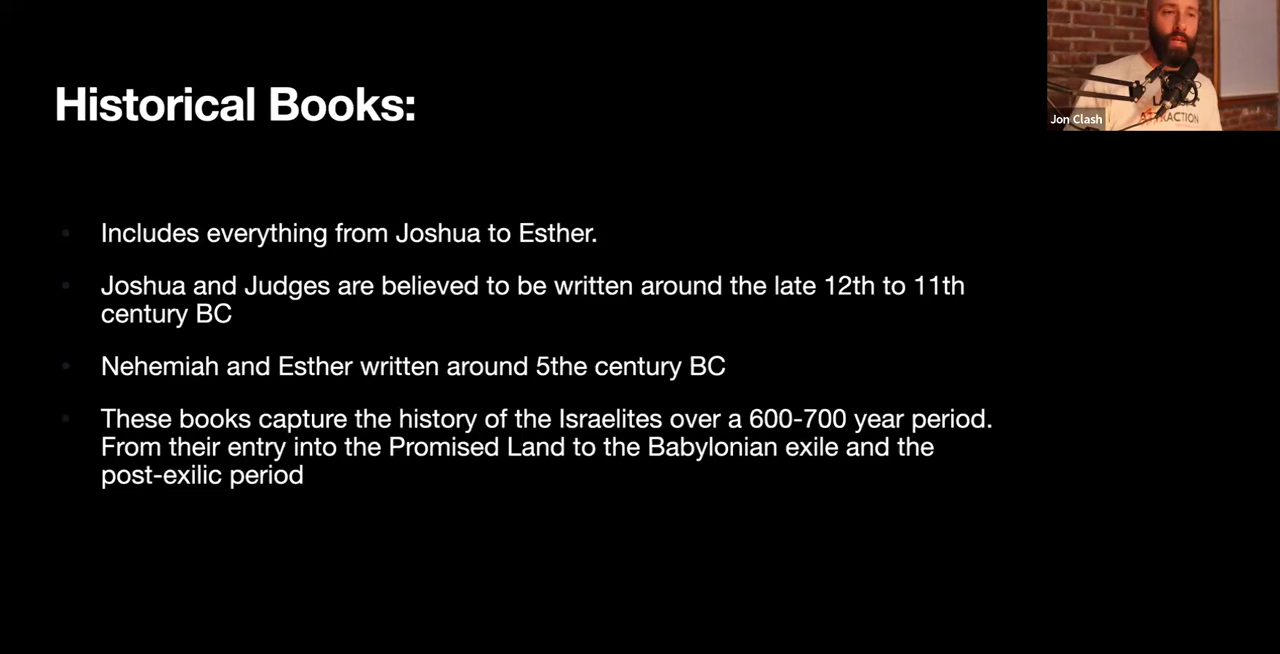 Historical Books:
Jon Clash
ATTRACTION
Includes everything from Joshua to Esther.
Joshua and Judges are believed to be written around the late 12th to 11th
century BC
Nehemiah and Esther written around 5the century BC
These books capture the history of the Israelites over a 600-700 year period.
From their entry into the Promised Land to the Babylonian exile and the
post-exilic period